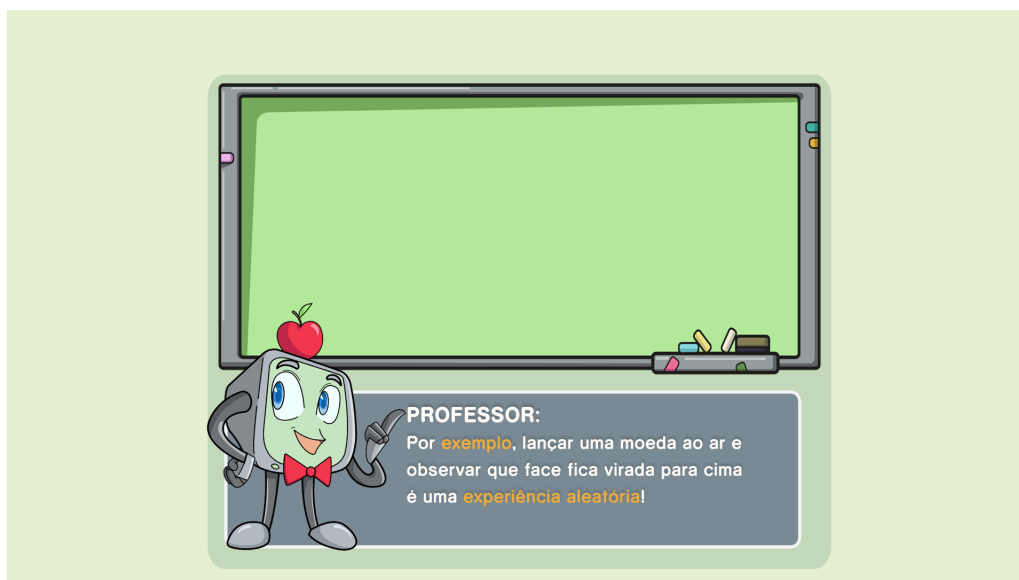 PROFESSOR:
Por exemplo, lançar uma moeda ao ar e
observar que face fica virada para cima
é uma experiência aleatória!